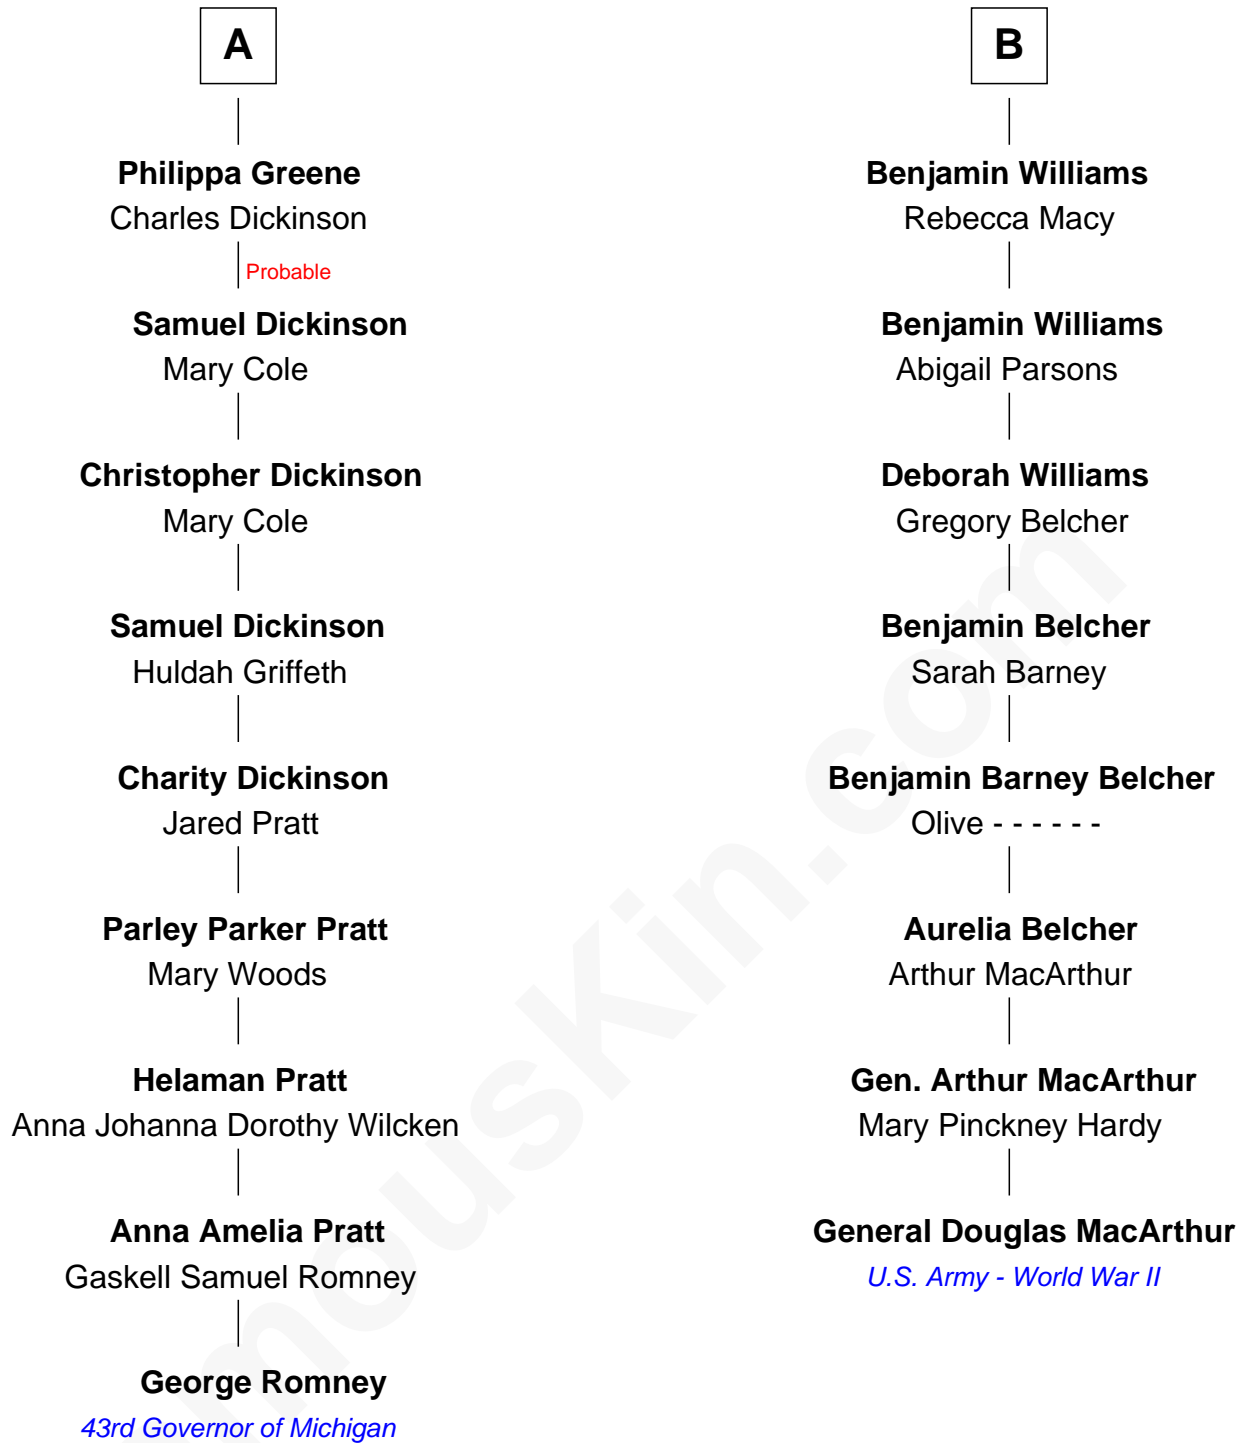 A
Philippa Greene
Charles Dickinson
Probable
Samuel Dickinson
Mary Cole
Christopher Dickinson
Mary Cole
Samuel Dickinson
Huldah Griffeth
Charity Dickinson
Jared Pratt
Parley Parker Pratt
Mary Woods
Helaman Pratt
Anna Johanna Dorothy Wilcken
Anna Amelia Pratt
Gaskell Samuel Romney
George Romney
43rd Governor of Michigan
B
Benjamin Williams
Rebecca Macy
Benjamin Williams
Abigail Parsons
Deborah Williams
Gregory Belcher
Benjamin Belcher
Sarah Barney
Benjamin Barney Belcher
Olive - - - - - -
Aurelia Belcher
Arthur MacArthur
Gen. Arthur MacArthur
Mary Pinckney Hardy
General Douglas MacArthur
U.S. Army - World War II
mousKin.com